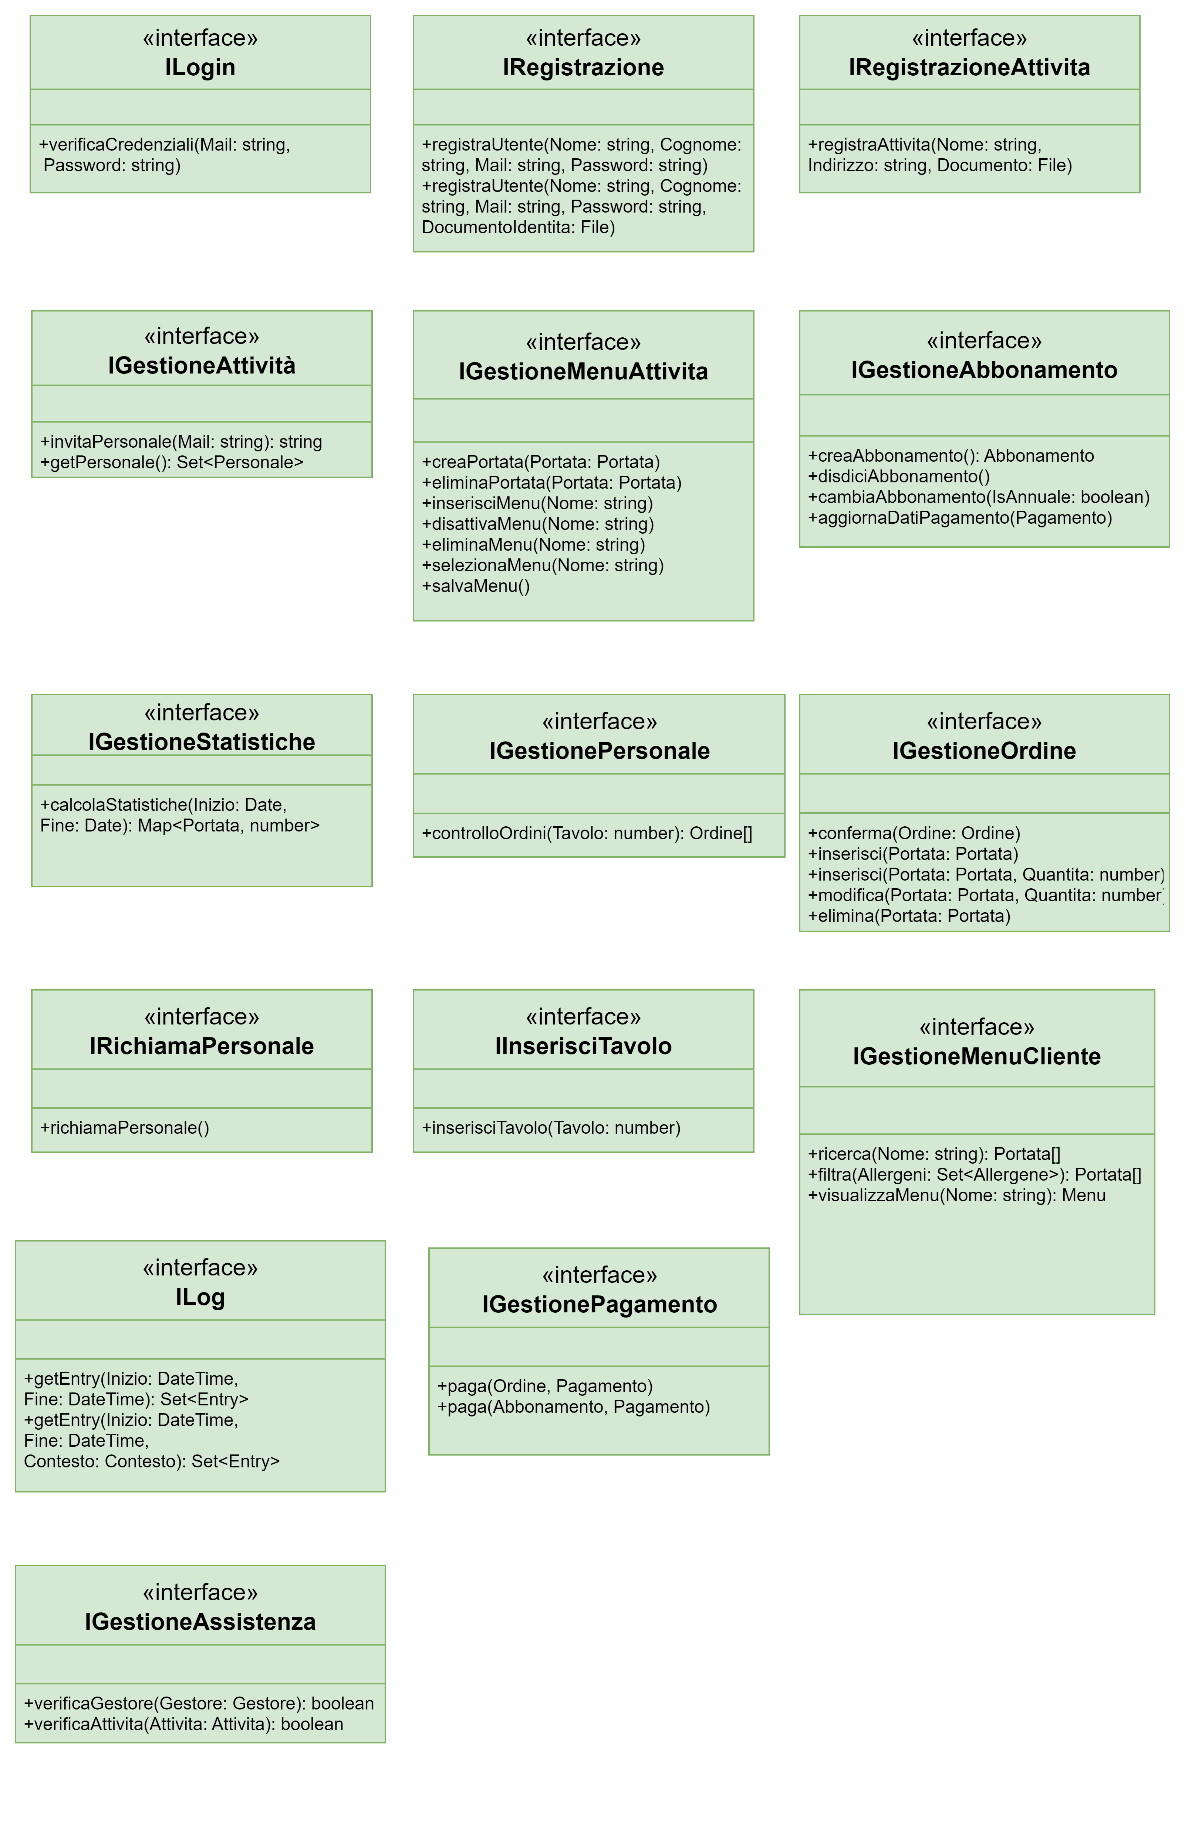 «interface»
ILogin
+verificaCredenziali(Mail: string,
Password: string)
«interface»
IRegistrazione
+registraUtente(Nome: string, Cognome:
string, Mail: string, Password: string)
+registraUtente(Nome: string, Cognome:
string, Mail: string, Password: string,
DocumentoIdentita: File)
«interface»
IRegistrazioneAttivita
+registraAttivita(Nome: string,
Indirizzo: string, Documento: File)
«interface»
IGestioneAttività
+invitaPersonale(Mail: string): string
+getPersonale(): Set<Personale>
«interface»
IGestioneMenuAttivita
+creaPortata(Portata: Portata)
+eliminaPortata(Portata: Portata)
+inserisciMenu(Nome: string)
+disattivaMenu(Nome: string)
+eliminaMenu(Nome: string)
+selezionaMenu(Nome: string)
+salvaMenu()
«interface»
IGestioneAbbonamento
+creaAbbonamento(): Abbonamento
+disdiciAbbonamento()
+cambiaAbbonamento(IsAnnuale: boolean)
+aggiornaDatiPagamento(Pagamento)
«interface»
IGestioneStatistiche
+calcolaStatistiche(Inizio: Date,
Fine: Date): Map<Portata, number>
«interface»
IGestionePersonale
+controlloOrdini(Tavolo: number): Ordine[]
«interface»
IGestioneOrdine
+conferma(Ordine: Ordine)
+inserisci(Portata: Portata)
+inserisci(Portata: Portata, Quantita: number)
+modifica(Portata: Portata, Quantita: number)
+elimina(Portata: Portata)
«interface»
IRichiamaPersonale
+richiamaPersonale()
«interface»
IInserisciTavolo
+inserisciTavolo(Tavolo: number)
«interface»
IGestioneMenuCliente
+ricerca(Nome: string): Portata[]
+filtra(Allergeni: Set<Allergene>): Portata[]
+visualizzaMenu(Nome: string): Menu
«interface»
ILog
+getEntry(Inizio: DateTime,
Fine: DateTime): Set<Entry>
+getEntry(Inizio: DateTime,
Fine: DateTime,
Contesto: Contesto): Set<Entry>
«interface»
IGestionePagamento
+paga(Ordine, Pagamento)
+paga(Abbonamento, Pagamento)
«interface»
IGestioneAssistenza
+verificaGestore(Gestore: Gestore): boolean
+verificaAttivita(Attivita: Attivita): boolean